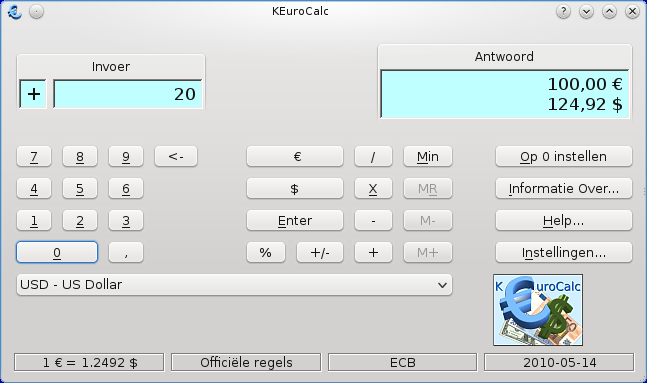 KEuroCalc
Invoer
+ 20
Antwoord
100,00 €
124,92 $
7 8 9 <- € / Min Op 0 instellen
4 5 6 $ X MR Informatie Over...
1 2 3 Enter - M- Help...
0 , % +/- + M+ Instellingen...
USD - US Dollar
K€uroCalc
1 € = 1.2492 $ Officiële regels ECB 2010-05-14